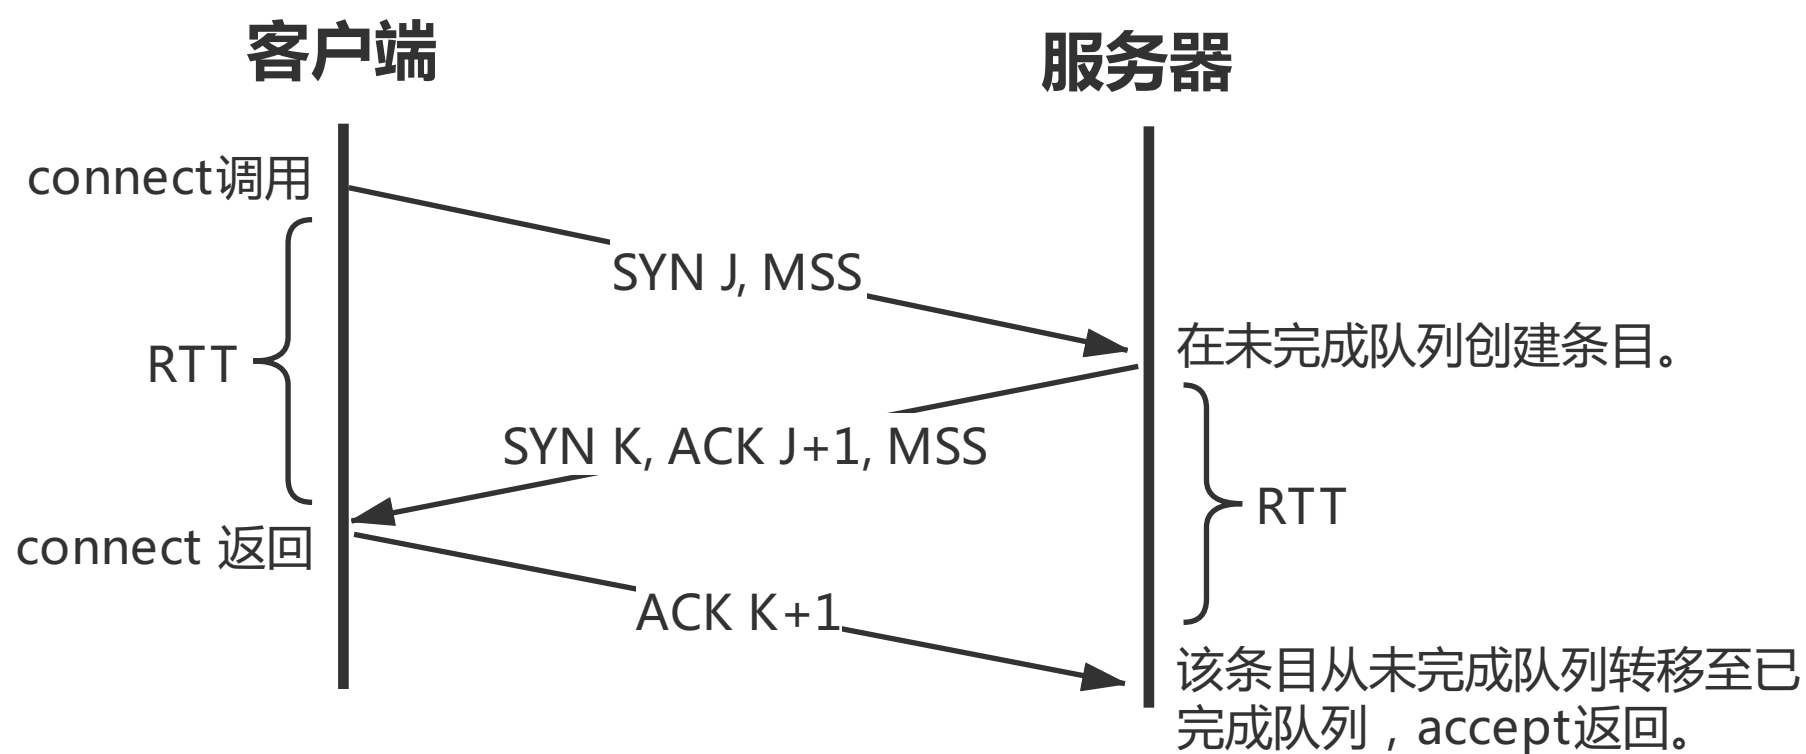 客户端
服务器
connect调用
SYN J, MSS
在未完成队列创建条目。
RTT
SYN K, ACK J+1, MSS
RTT
connect 返回
ACK K+1
该条目从未完成队列转移至已
完成队列，accept返回。